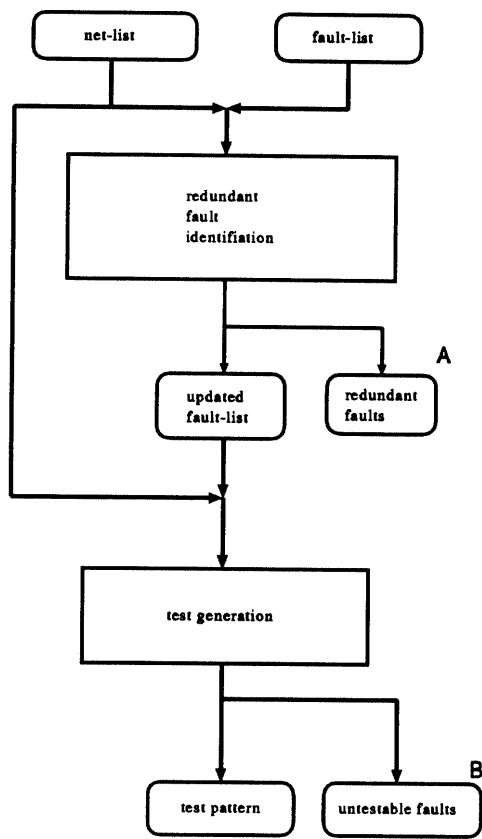 net-list
fault-list
redundant
fault
identifiation
A
updated
fault-list
redundant
faults
test generation
B
test pattern
untestable faults